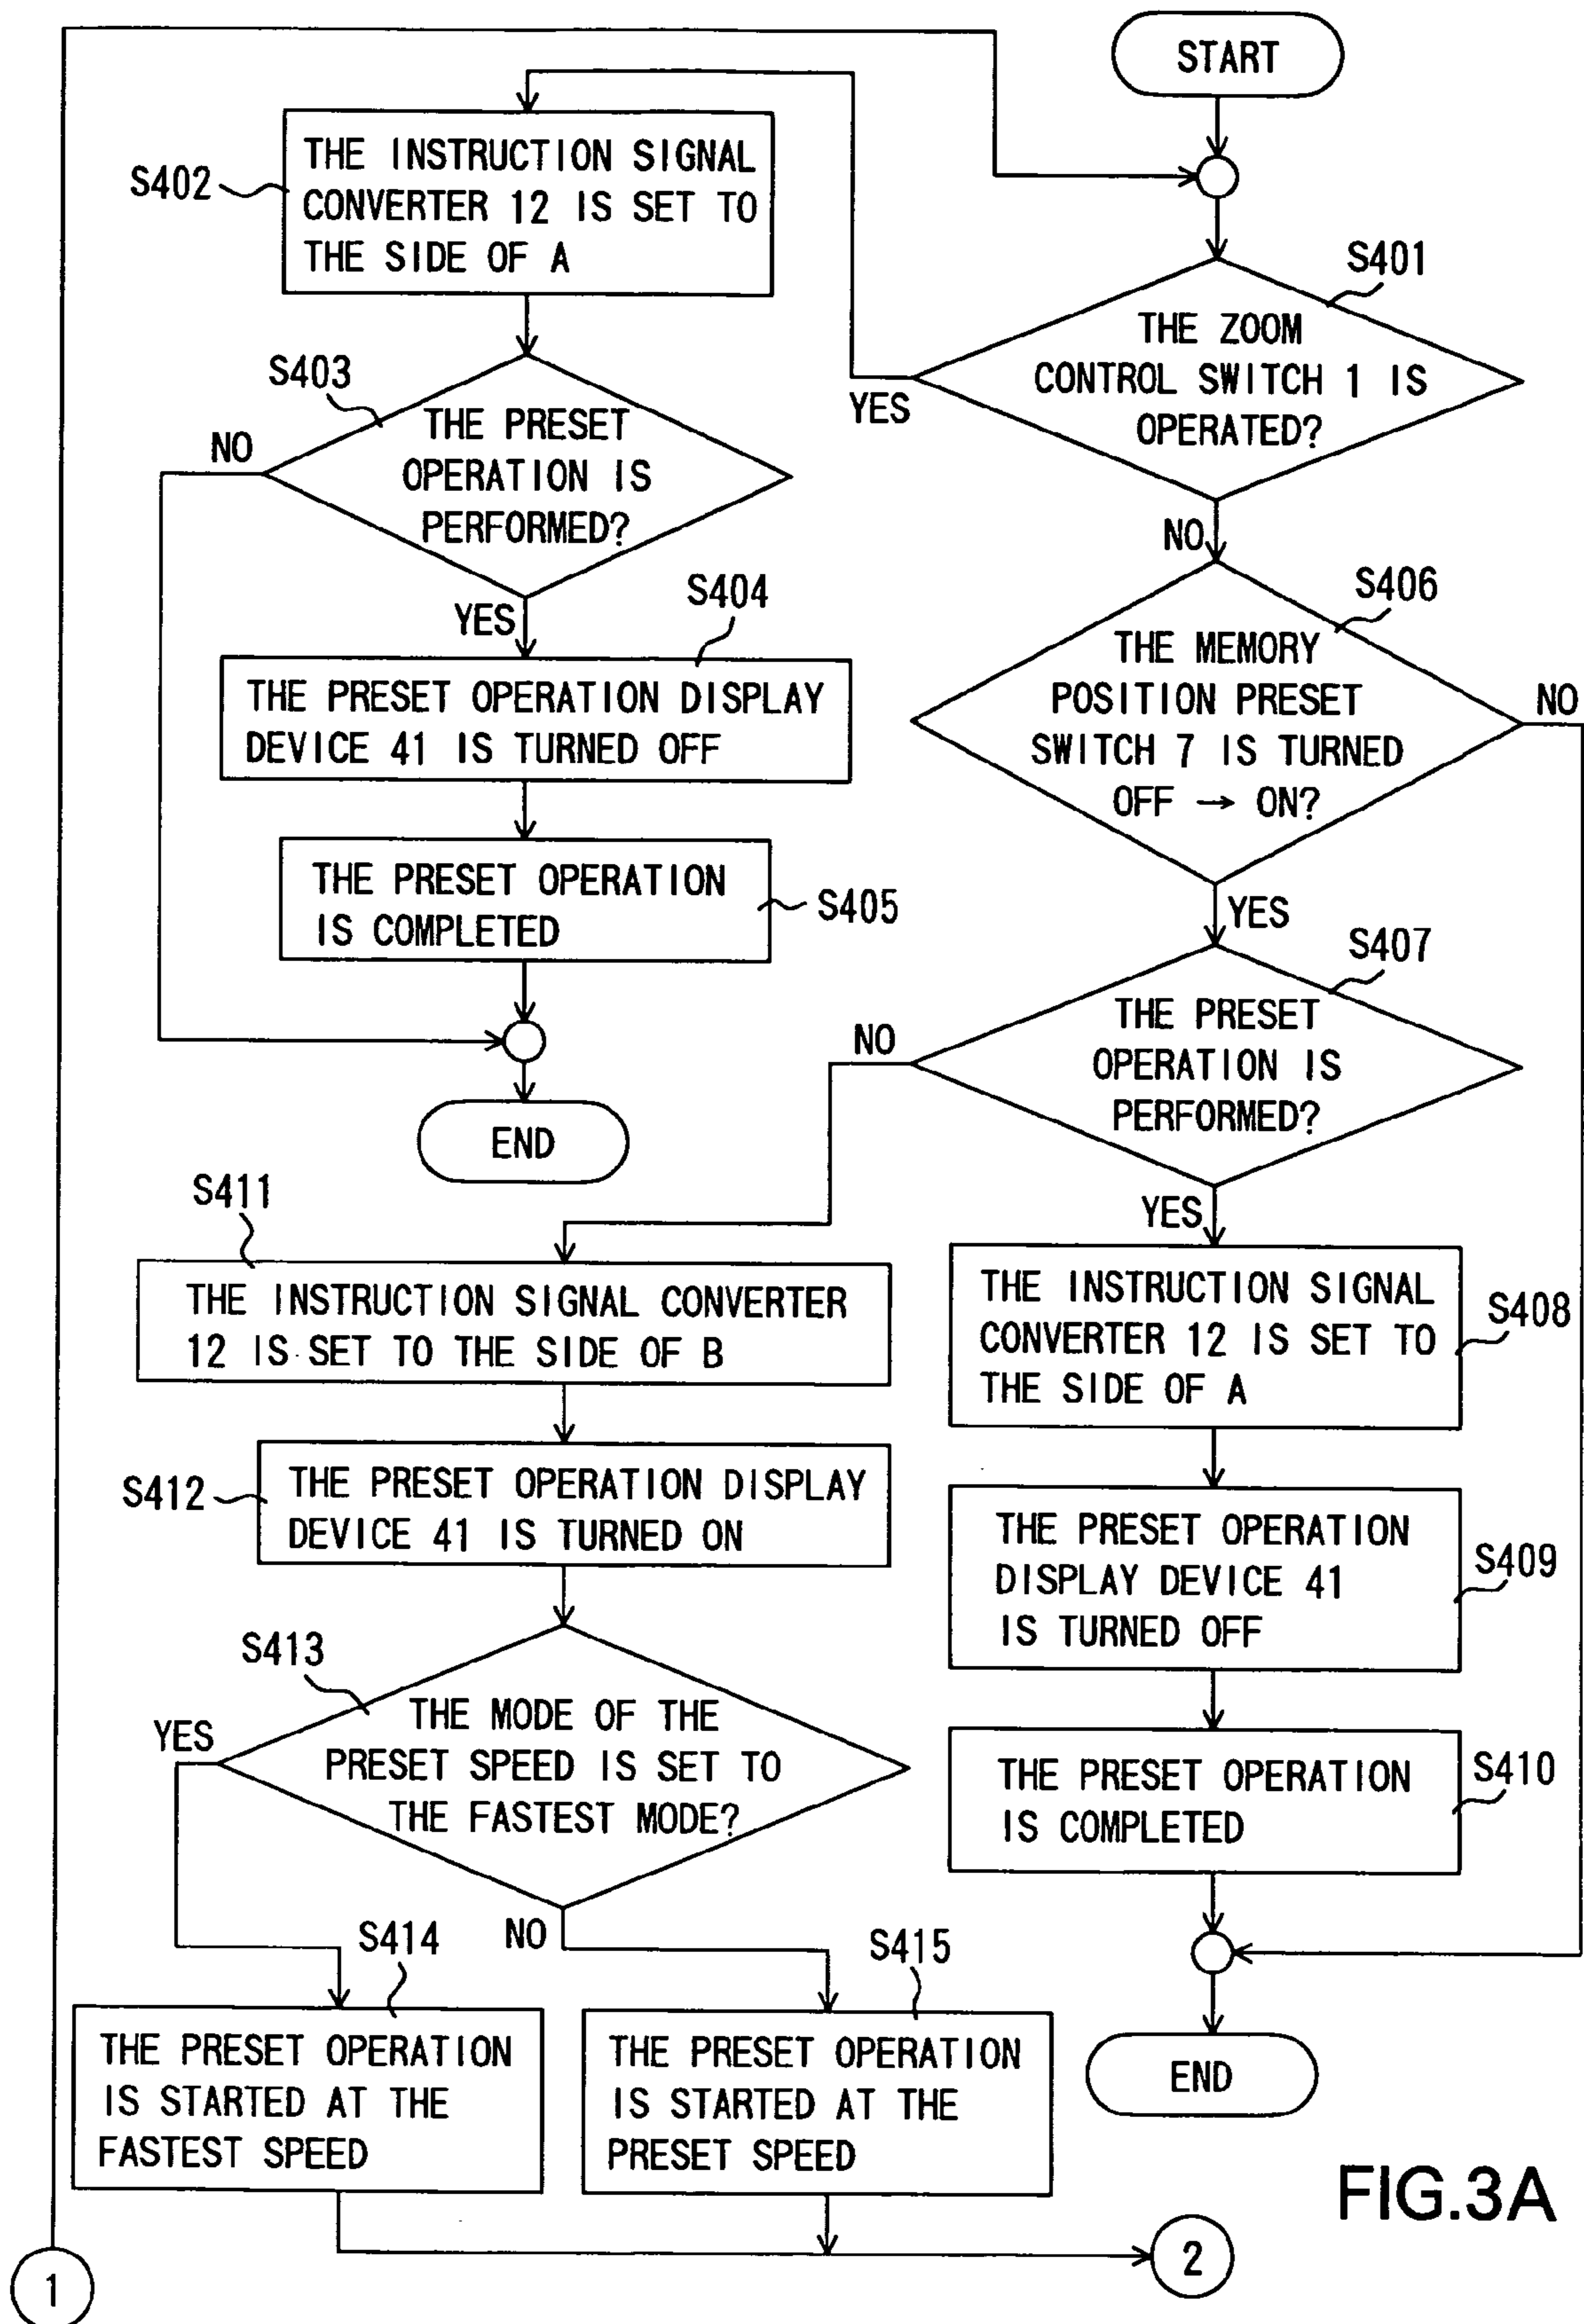 START
S401
THE ZOOM
CONTROL SWITCH 1 IS
OPERATED?
YES
NO
S402
THE INSTRUCTION SIGNAL
CONVERTER 12 IS SET TO
THE SIDE OF A
S403
THE PRESET
OPERATION IS
PERFORMED?
NO
YES
S404
THE PRESET OPERATION DISPLAY
DEVICE 41 IS TURNED OFF
THE PRESET OPERATION
IS COMPLETED
S405
END
S406
THE MEMORY
POSITION PRESET
SWITCH 7 IS TURNED
OFF → ON?
NO
YES
S407
THE PRESET
OPERATION IS
PERFORMED?
NO
YES
THE INSTRUCTION SIGNAL
CONVERTER 12 IS SET TO
THE SIDE OF A
S408
THE PRESET OPERATION
DISPLAY DEVICE 41
IS TURNED OFF
S409
THE PRESET OPERATION
IS COMPLETED
S410
END
S411
THE INSTRUCTION SIGNAL CONVERTER
12 IS SET TO THE SIDE OF B
S412
THE PRESET OPERATION DISPLAY
DEVICE 41 IS TURNED ON
S413
THE MODE OF THE
PRESET SPEED IS SET TO
THE FASTEST MODE?
YES
NO
S414
THE PRESET OPERATION
IS STARTED AT THE
FASTEST SPEED
S415
THE PRESET OPERATION
IS STARTED AT THE
PRESET SPEED
1
2
FIG.3A